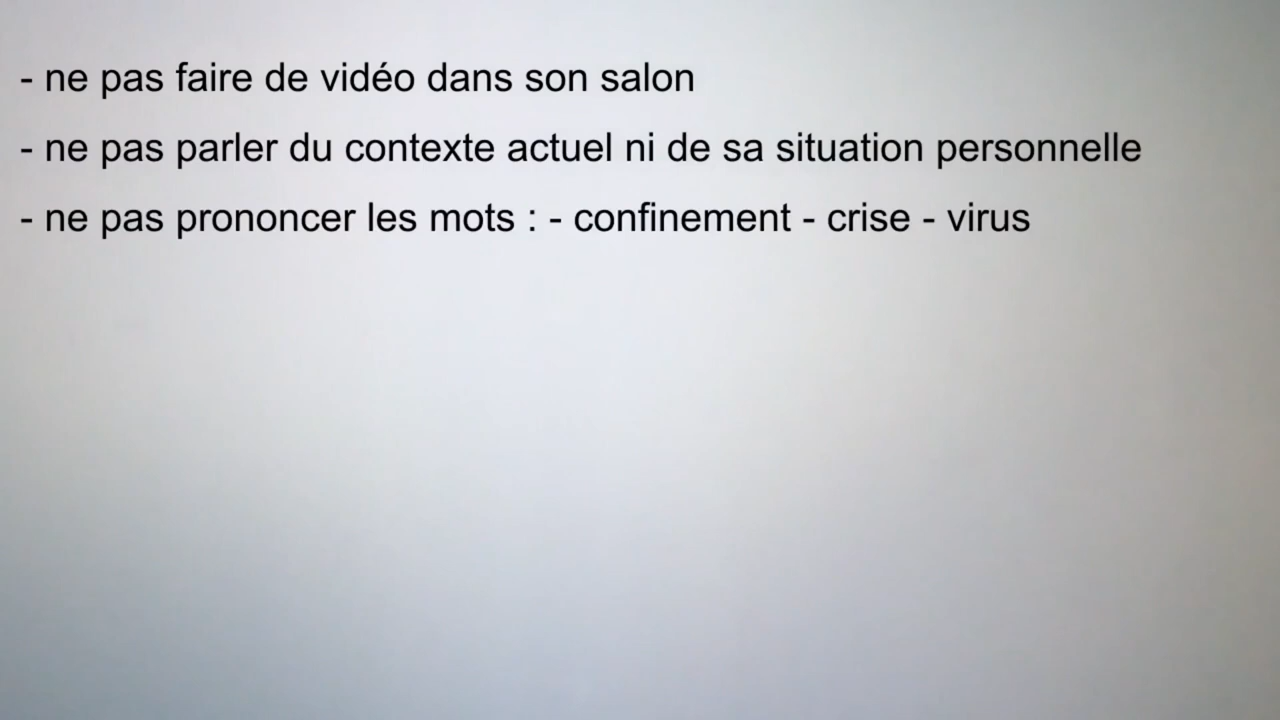 - ne pas faire de vidéo dans son salon
- ne pas parler du contexte actuel ni de sa situation personnelle
- ne pas prononcer les mots : - confinement - crise - virus